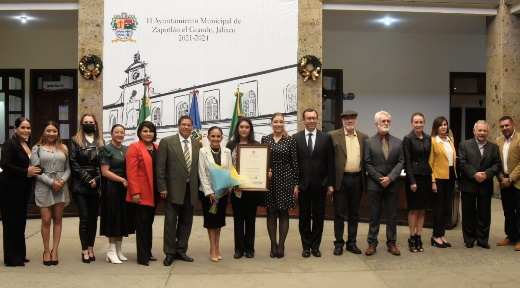 H Ayuntamiento Municipal de
Zapotlán el Grande, Jalisco
2021-2024